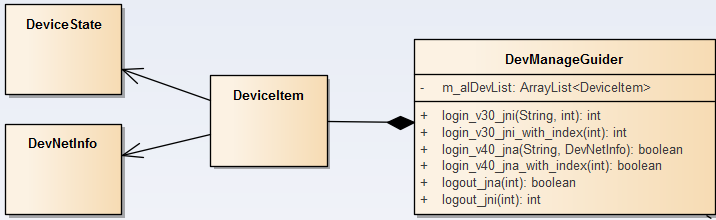 DeviceState
DevNetInfo
DeviceItem
DevManageGuider
- m_alDevList: ArrayList<DeviceItem>
+ login_v30_jni(String, int): int
+ login_v30_jni_with_index(int): int
+ login_v40_jna(String, DevNetInfo): boolean
+ login_v40_jna_with_index(int): boolean
+ logout_jna(int): boolean
+ logout_jni(int): int